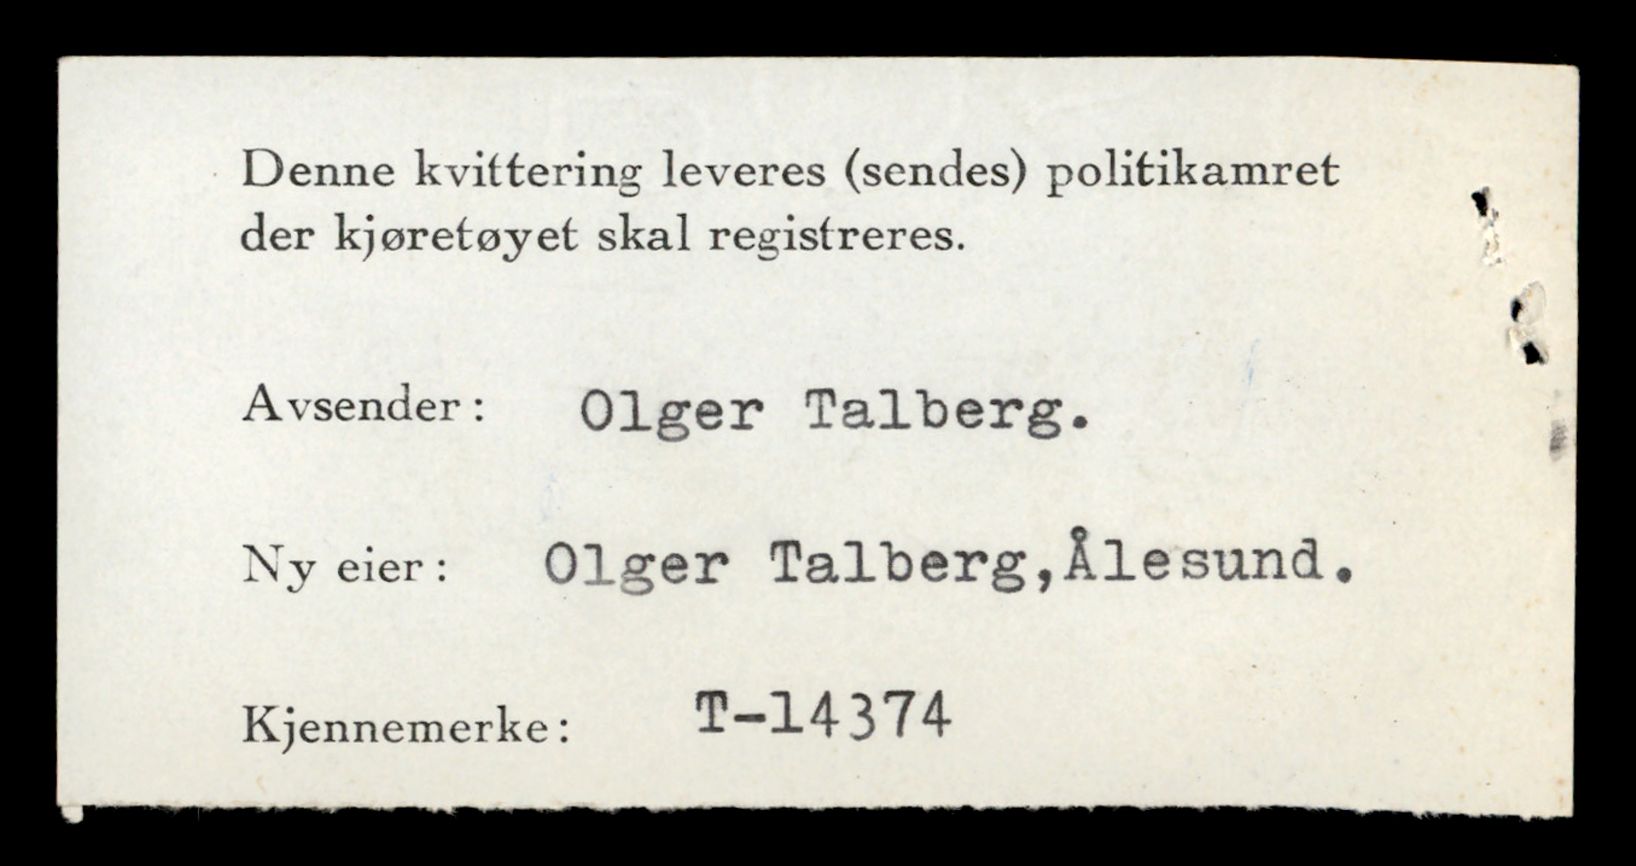 Denne kvittering leveres (sendes) politikamret
der kjøretøyet skal registreres.
Avsender: Olger Talberg.
Ny eier: Olger Talberg,Ålesund.
Kjennemerke: T-14374